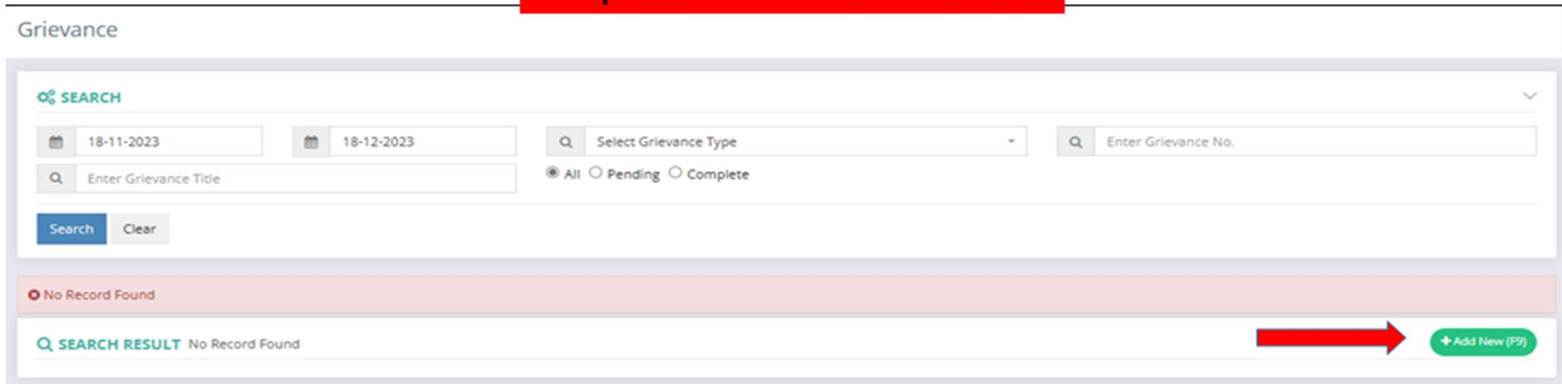 Grievance
SEARCH
18-11-2023 18-12-2023 Select Grievance Type Enter Grievance No.
Enter Grievance Title All Pending Complete
Search Clear
No Record Found
SEARCH RESULT No Record Found +Add New (F9)